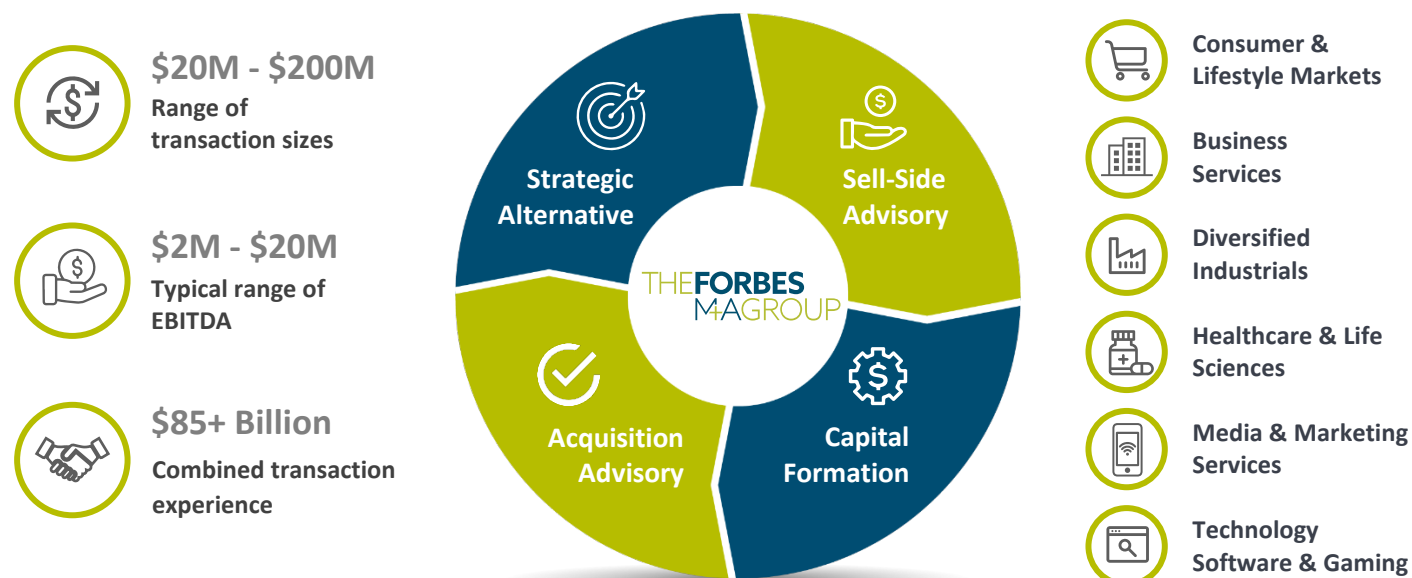 $20M - $200M
Range of
transaction sizes
$2M - $20M
Typical range of
EBITDA
$85+ Billion
Combined transaction
experience
Strategic
Alternative
Sell-Side
Advisory
THEFORBES
M+AGROUP
Acquisition
Advisory
Capital
Formation
Consumer &
Lifestyle Markets
Business
Services
Diversified
Industrials
Healthcare & Life
Sciences
Media & Marketing
Services
Technology
Software & Gaming